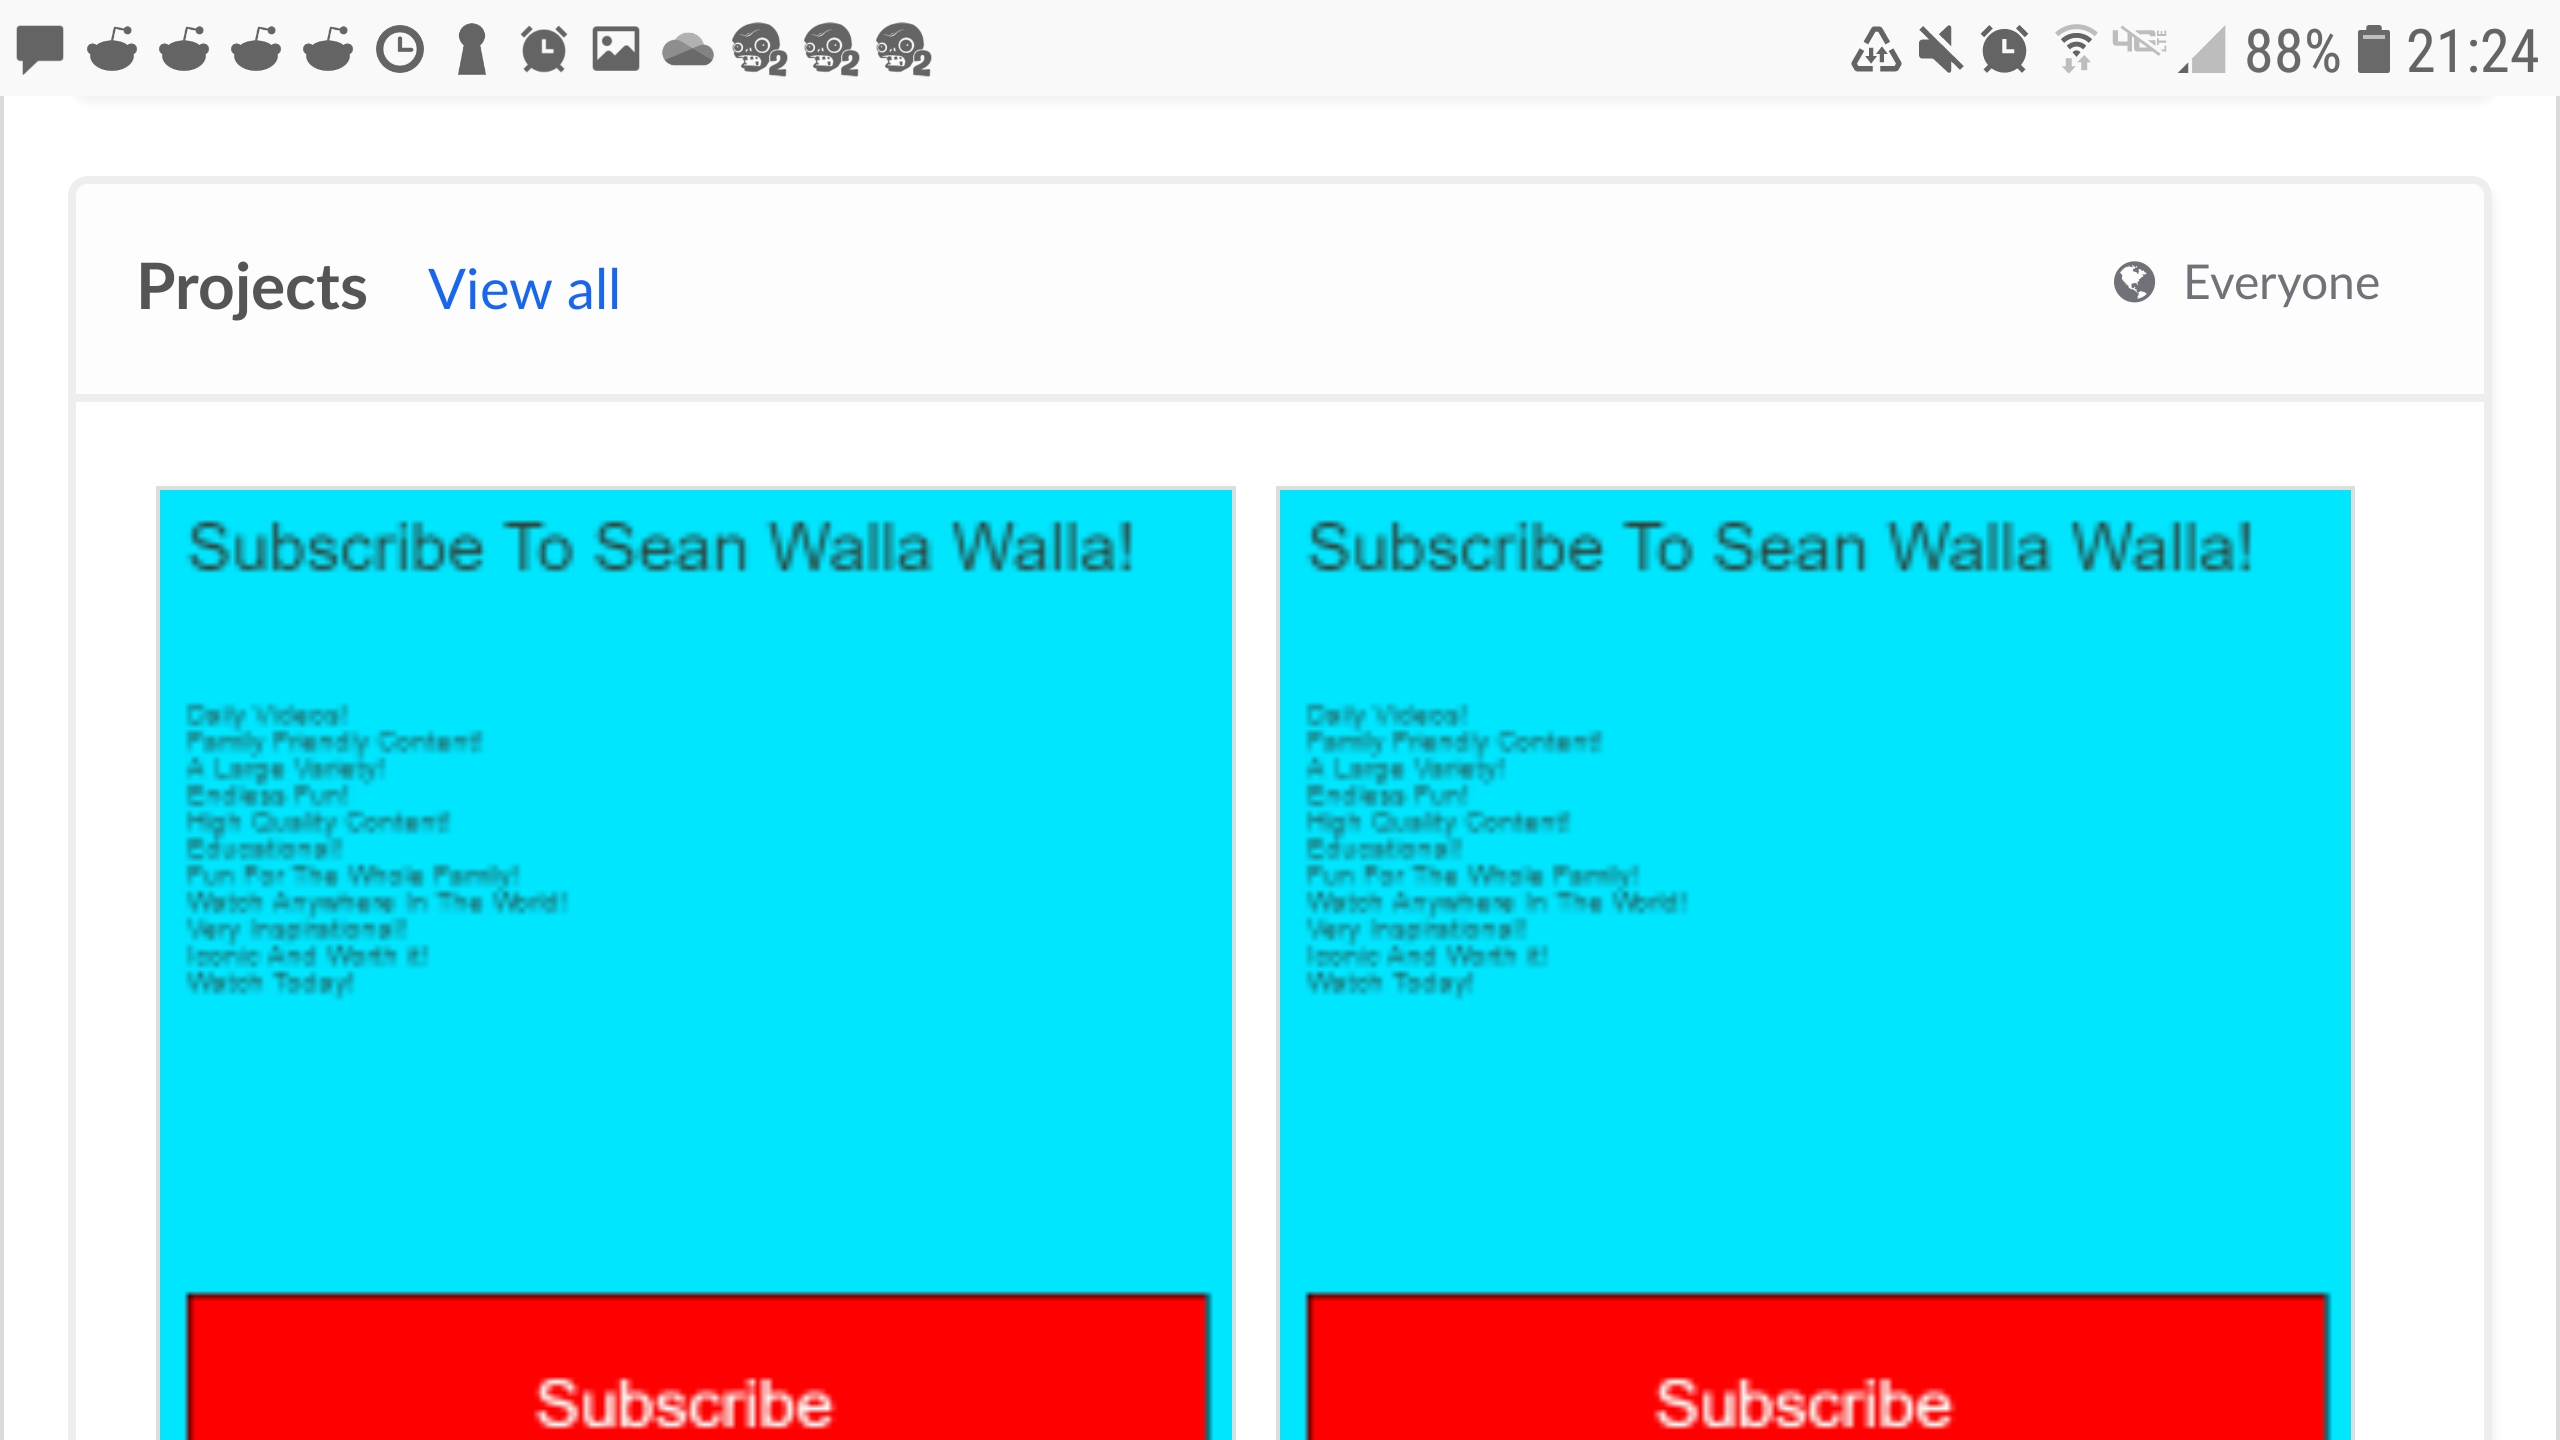 88% 21:24
Projects View all Everyone
Subscribe To Sean Walla Walla!
Daily Videos!
Family Friendly Content!
A Large Variety!
Endless Fun!
High Quality Content!
Educational!
Fun For The Whole Family!
Watch Anywhere In The World!
Very Inspirational!
Iconic And Worth it!
Watch Today!
Subscribe
Subscribe To Sean Walla Walla!
Daily Videos!
Family Friendly Content!
A Large Variety!
Endless Fun!
High Quality Content!
Educational!
Fun For The Whole Family!
Watch Anywhere In The World!
Very Inspirational!
Iconic And Worth it!
Watch Today!
Subscribe